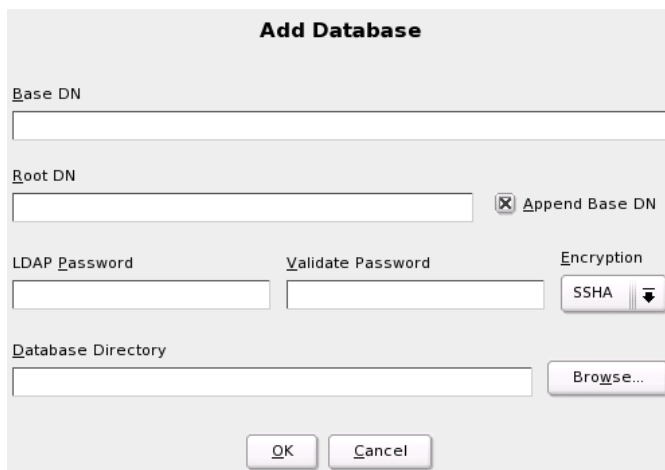 Add Database
Base DN
Root DN
Append Base DN
LDAP Password
Validate Password
Encryption
SSHA
Database Directory
Browse...
OK
Cancel